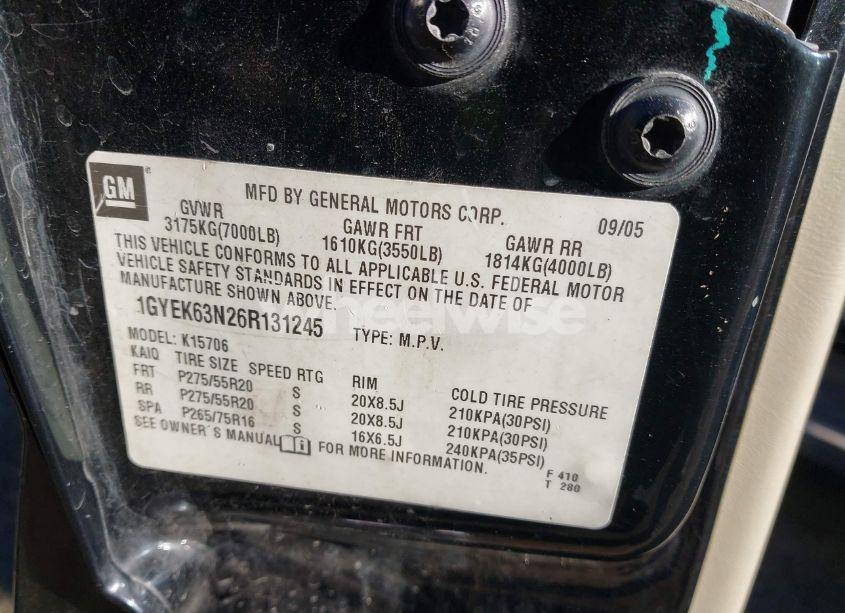 GM
MFD BY GENERAL MOTORS CORP. 09/05
GVWR GAWR FRT GAWR RR
3175KG(7000LB) 1610KG(3550LB) 1814KG(4000LB)
THIS VEHICLE CONFORMS TO ALL APPLICABLE U.S. FEDERAL MOTOR
VEHICLE SAFETY STANDARDS IN EFFECT ON THE DATE OF
MANUFACTURE SHOWN ABOVE.
1GYEK63N26R131245 TYPE: M.P.V.
MODEL: K15706
KAIQ TIRE SIZE SPEED RTG RIM COLD TIRE PRESSURE
FRT P275/55R20 S 20X8.5J 210KPA(30PSI)
RR P275/55R20 S 20X8.5J 210KPA(30PSI)
SPA P265/75R16 S 16X6.5J 240KPA(35PSI)
SEE OWNER'S MANUAL FOR MORE INFORMATION.
F 410
T 280